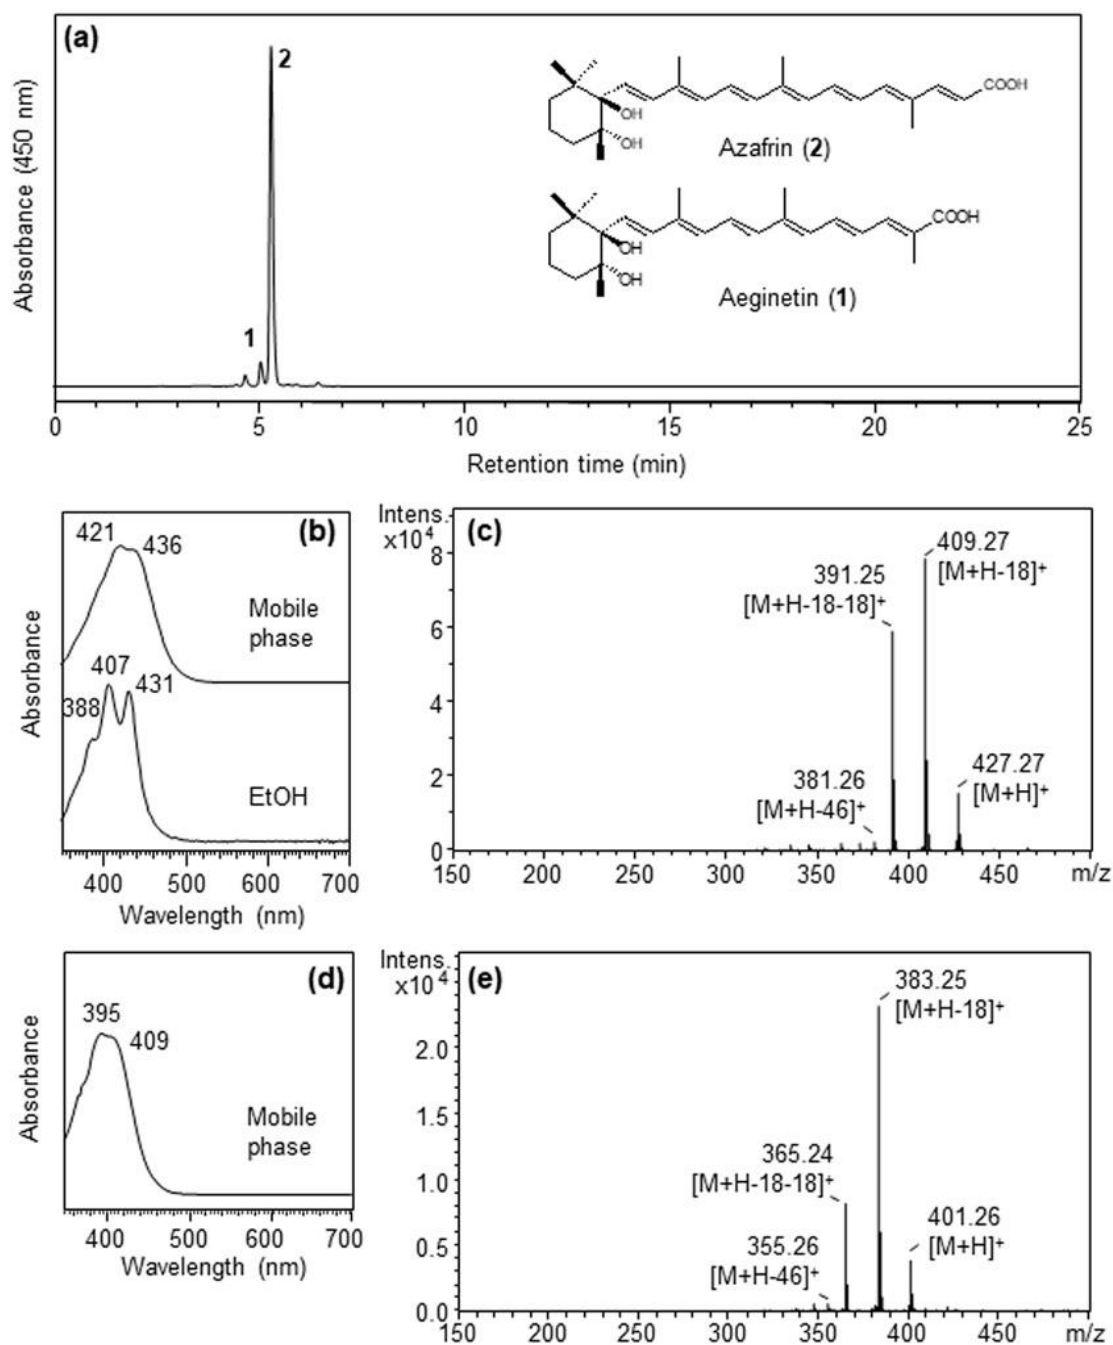 (a)
Absorbance (450 nm)
1
2
COOH
OH
OH
Azafrin (2)
COOH
OH
OH
Aeginetin (1)
0 5 10 15 20 25
Retention time (min)
(b)
Absorbance
421
436
Mobile
phase
388
407
431
EtOH
400 500 600 700
Wavelength (nm)
(c)
Intens.
x10⁴
8
6
4
2
0
391.25
[M+H-18-18]⁺
409.27
[M+H-18]⁺
381.26
[M+H-46]⁺
427.27
[M+H]⁺
150 200 250 300 350 400 450 m/z
(d)
Absorbance
395
409
Mobile
phase
400 500 600 700
Wavelength (nm)
(e)
Intens.
x10⁴
2.0
1.5
1.0
0.5
0.0
383.25
[M+H-18]⁺
365.24
[M+H-18-18]⁺
355.26
[M+H-46]⁺
401.26
[M+H]⁺
150 200 250 300 350 400 450 m/z